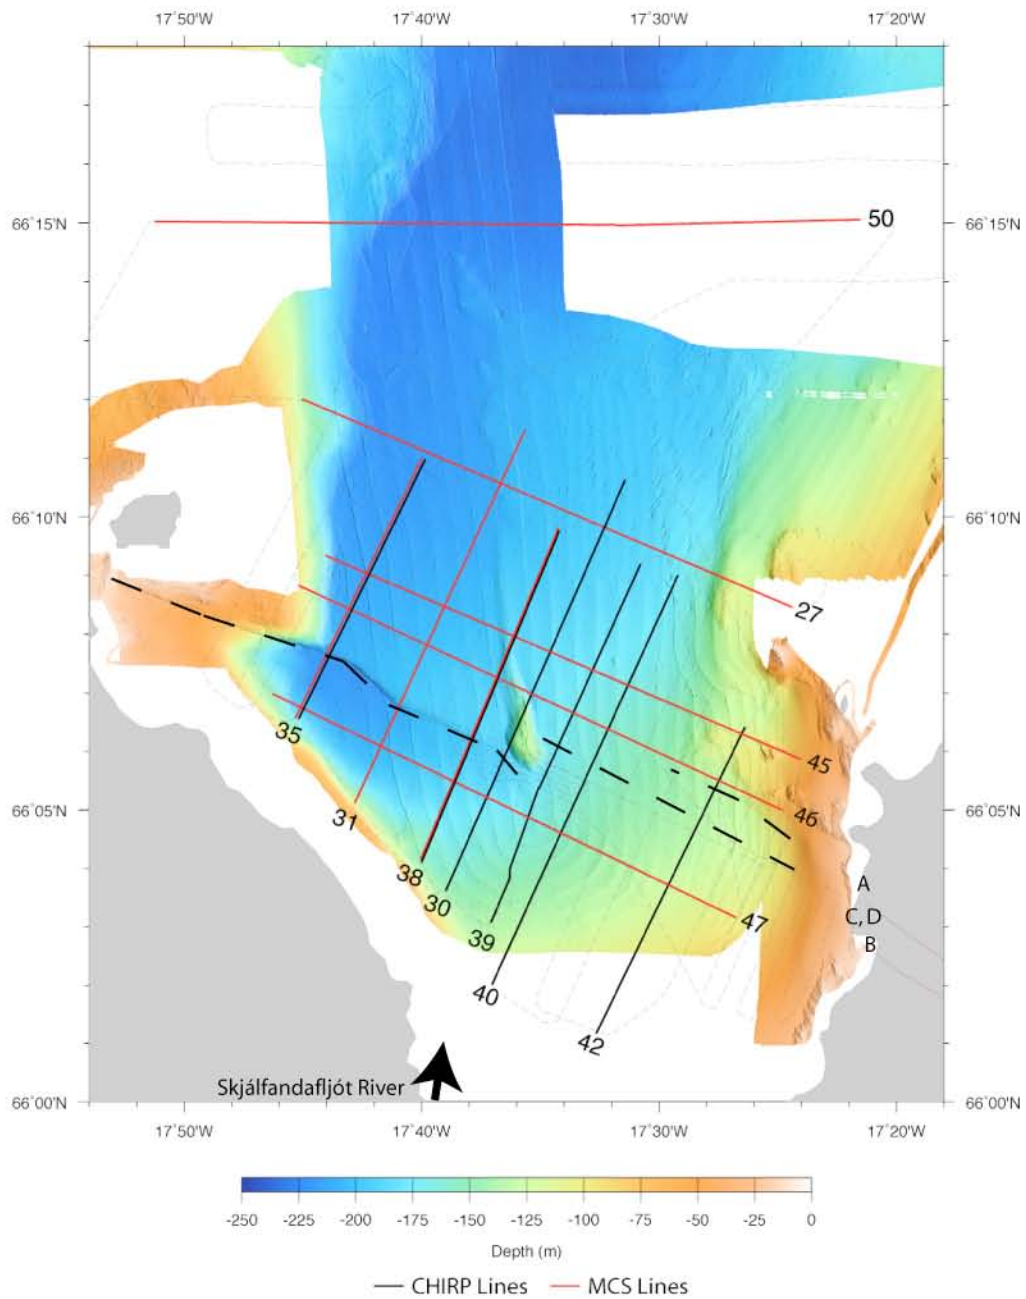 17˚50'W 17˚40'W 17˚30'W 17˚20'W
66˚15'N 50 66˚15'N
66˚10'N 66˚10'N
27
35 45
66˚05'N 31 46 66˚05'N
38
30 47 A
39 C, D
B
40
42
Skjálfandafljót River
66˚00'N 66˚00'N
17˚50'W 17˚40'W 17˚30'W 17˚20'W
-250 -225 -200 -175 -150 -125 -100 -75 -50 -25 0
Depth (m)
CHIRP Lines MCS Lines